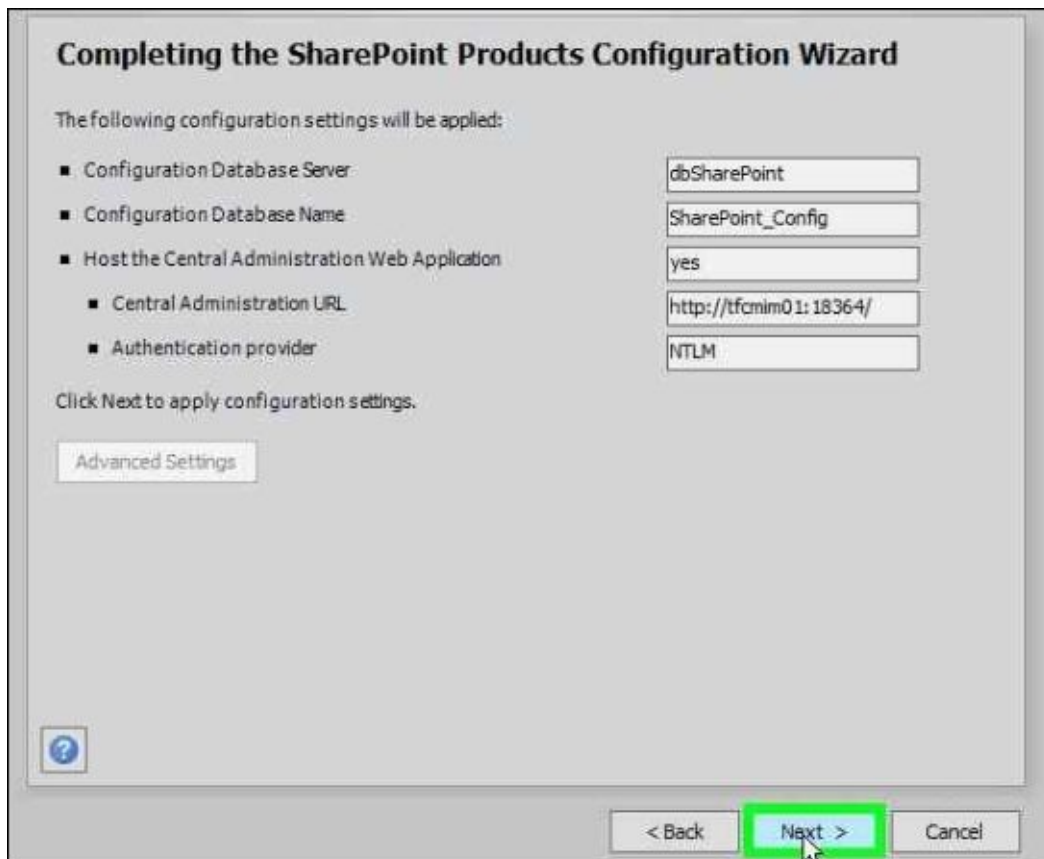 Completing the SharePoint Products Configuration Wizard
The following configuration settings will be applied:
Configuration Database Server dbSharePoint
Configuration Database Name SharePoint_Config
Host the Central Administration Web Application yes
Central Administration URL http://tfcmim01:18364/
Authentication provider NTLM
Click Next to apply configuration settings.
Advanced Settings
?
< Back Next > Cancel